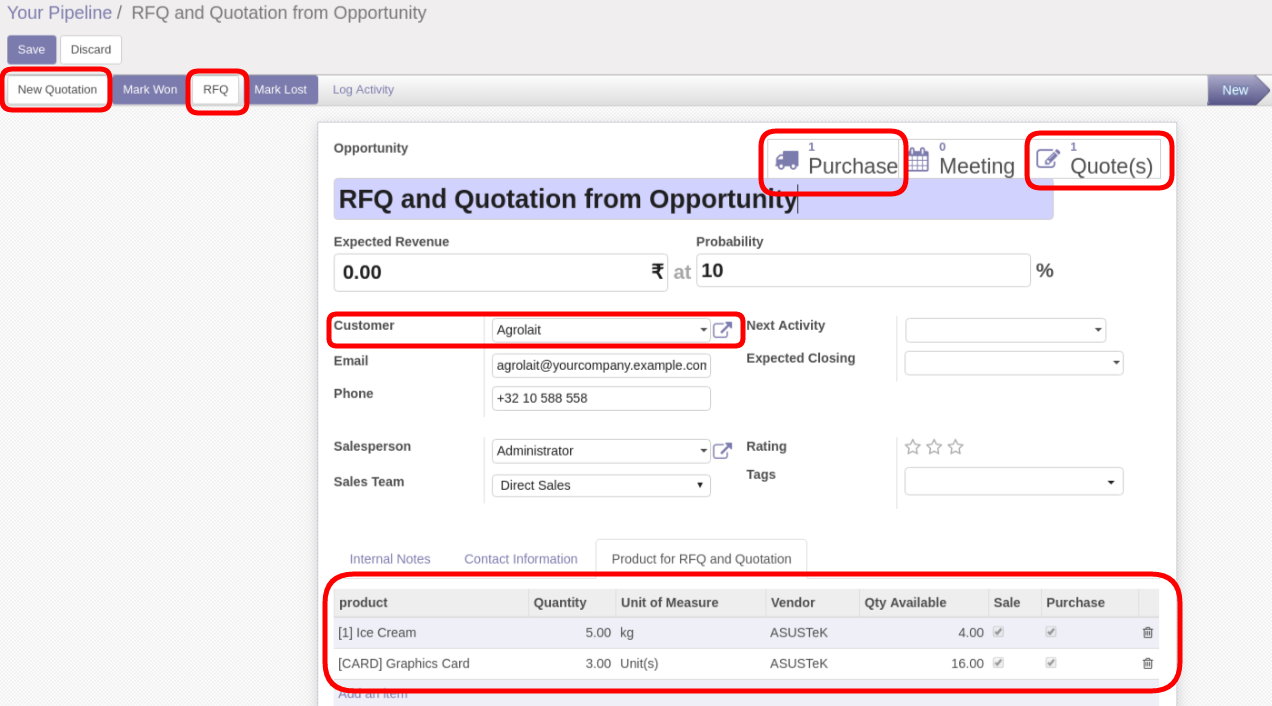 Your Pipeline / RFQ and Quotation from Opportunity
Save Discard
New Quotation Mark Won RFQ Mark Lost Log Activity New
Opportunity
1 Purchase 0 Meeting 1 Quote(s)
RFQ and Quotation from Opportunity
Expected Revenue Probability
0.00 ₹ at 10 %
Customer Agrolait Next Activity
Email agrolait@yourcompany.example.com Expected Closing
Phone +32 10 588 558
Salesperson Administrator Rating
Sales Team Direct Sales Tags
Internal Notes Contact Information Product for RFQ and Quotation
product Quantity Unit of Measure Vendor Qty Available Sale Purchase
[1] Ice Cream 5.00 kg ASUSTeK 4.00
[CARD] Graphics Card 3.00 Unit(s) ASUSTeK 16.00
Add an item